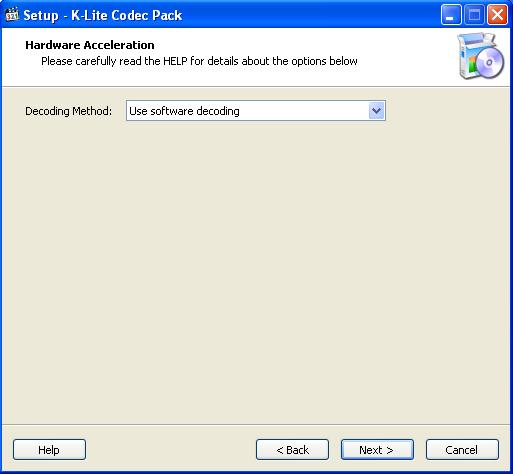 Setup - K-Lite Codec Pack
Hardware Acceleration
Please carefully read the HELP for details about the options below
Decoding Method: Use software decoding
Help < Back Next > Cancel